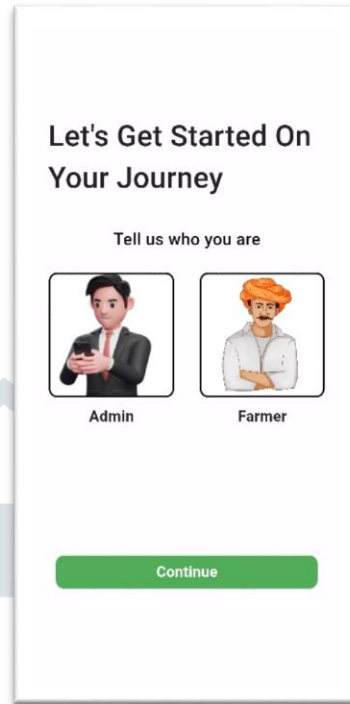 Let's Get Started On
Your Journey
Tell us who you are
Admin
Farmer
Continue